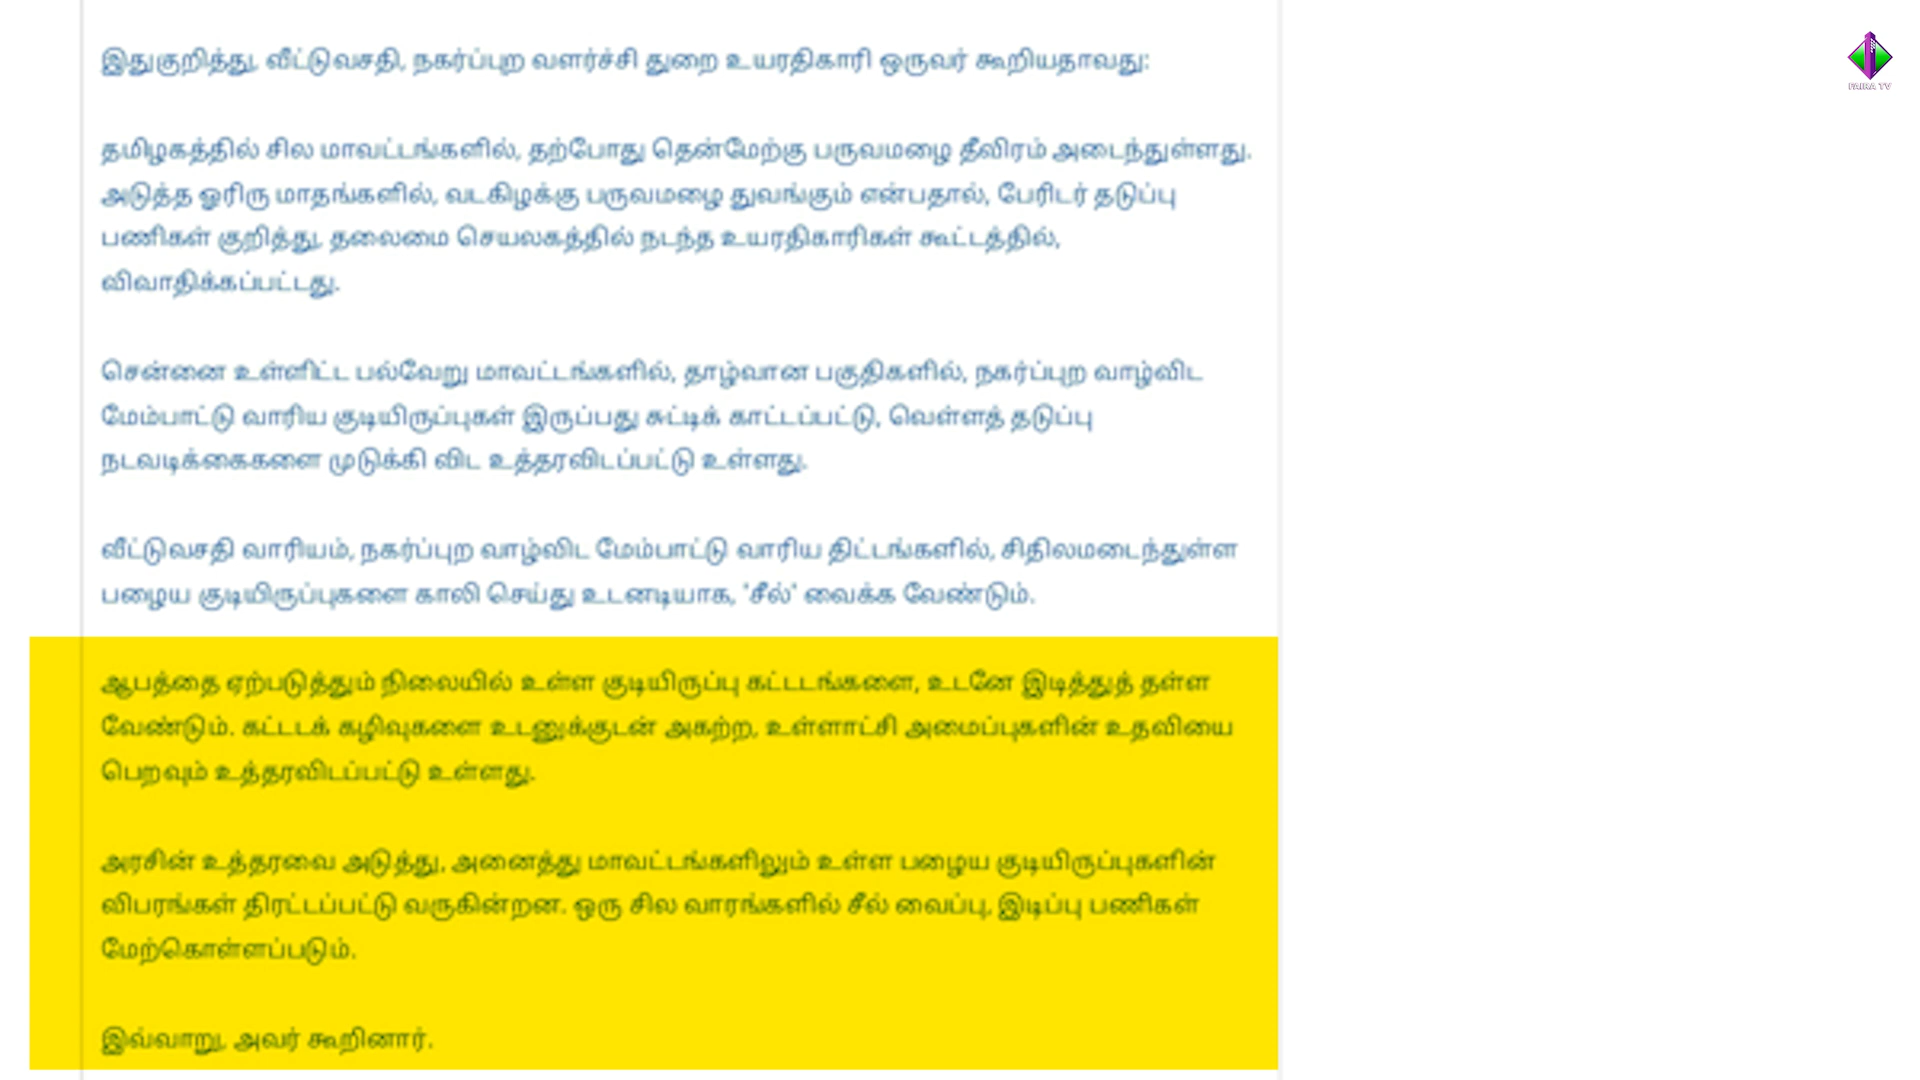 இதுகுறித்து, வீட்டுவசதி, நகர்ப்புற வளர்ச்சி துறை உயரதிகாரி ஒருவர் கூறியதாவது:
FAIRA TV
தமிழகத்தில் சில மாவட்டங்களில், தற்போது தென்மேற்கு பருவமழை தீவிரம் அடைந்துள்ளது.
அடுத்த ஓரிரு மாதங்களில், வடகிழக்கு பருவமழை துவங்கும் என்பதால், பேரிடர் தடுப்பு
பணிகள் குறித்து, தலைமை செயலகத்தில் நடந்த உயரதிகாரிகள் கூட்டத்தில்,
விவாதிக்கப்பட்டது.
சென்னை உள்ளிட்ட பல்வேறு மாவட்டங்களில், தாழ்வான பகுதிகளில், நகர்ப்புற வாழ்விட
மேம்பாட்டு வாரிய குடியிருப்புகள் இருப்பது சுட்டிக் காட்டப்பட்டு, வெள்ளத் தடுப்பு
நடவடிக்கைகளை முடுக்கி விட உத்தரவிடப்பட்டு உள்ளது.
வீட்டுவசதி வாரியம், நகர்ப்புற வாழ்விட மேம்பாட்டு வாரிய திட்டங்களில், சிதிலமடைந்துள்ள
பழைய குடியிருப்புகளை காலி செய்து உடனடியாக, 'சீல்' வைக்க வேண்டும்.
ஆபத்தை ஏற்படுத்தும் நிலையில் உள்ள குடியிருப்பு கட்டடங்களை, உடனே இடித்துத் தள்ள
வேண்டும். கட்டடக் கழிவுகளை உடனுக்குடன் அகற்ற, உள்ளாட்சி அமைப்புகளின் உதவியை
பெறவும் உத்தரவிடப்பட்டு உள்ளது.
அரசின் உத்தரவை அடுத்து, அனைத்து மாவட்டங்களிலும் உள்ள பழைய குடியிருப்புகளின்
விபரங்கள் திரட்டப்பட்டு வருகின்றன. ஒரு சில வாரங்களில் சீல் வைப்பு, இடிப்பு பணிகள்
மேற்கொள்ளப்படும்.
இவ்வாறு, அவர் கூறினார்.